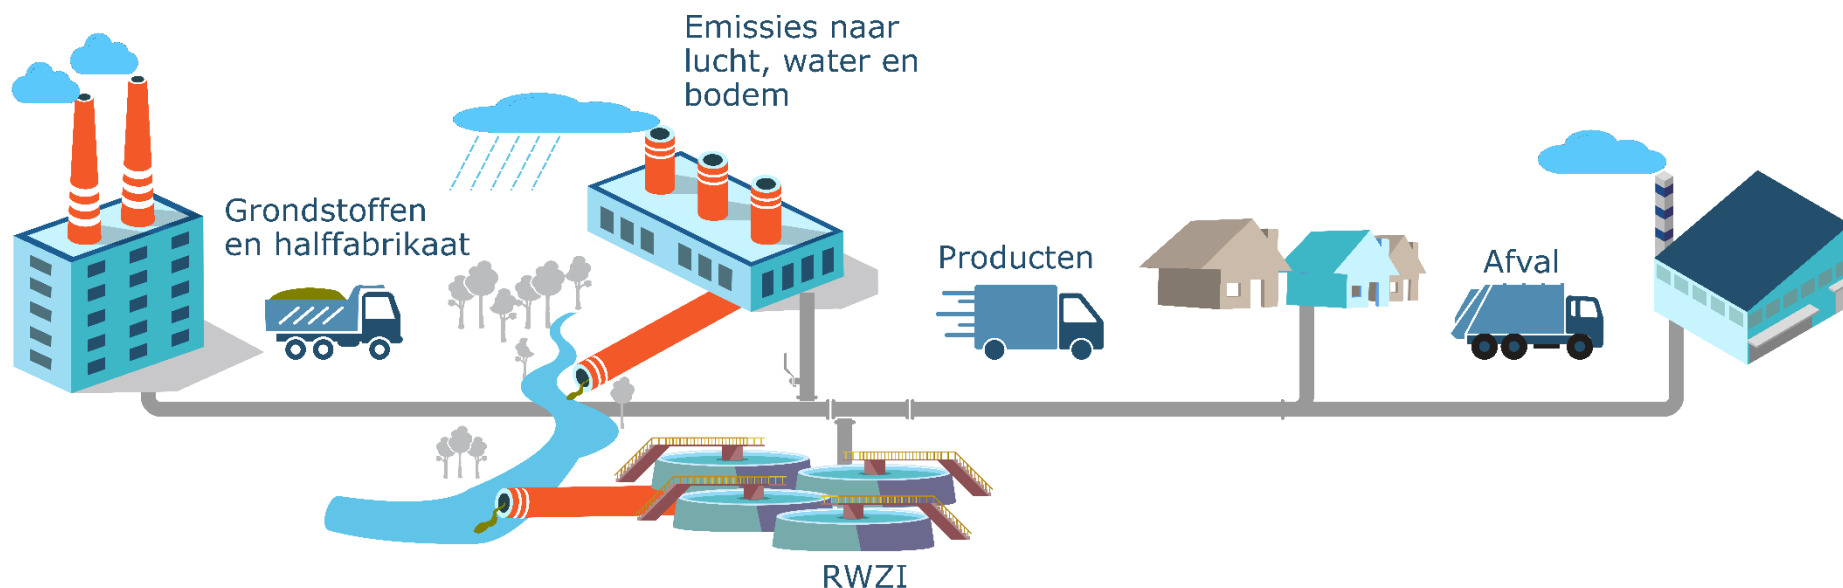 Emissies naar
lucht, water en
bodem
Grondstoffen
en halffabrikaat
Producten
Afval
RWZI